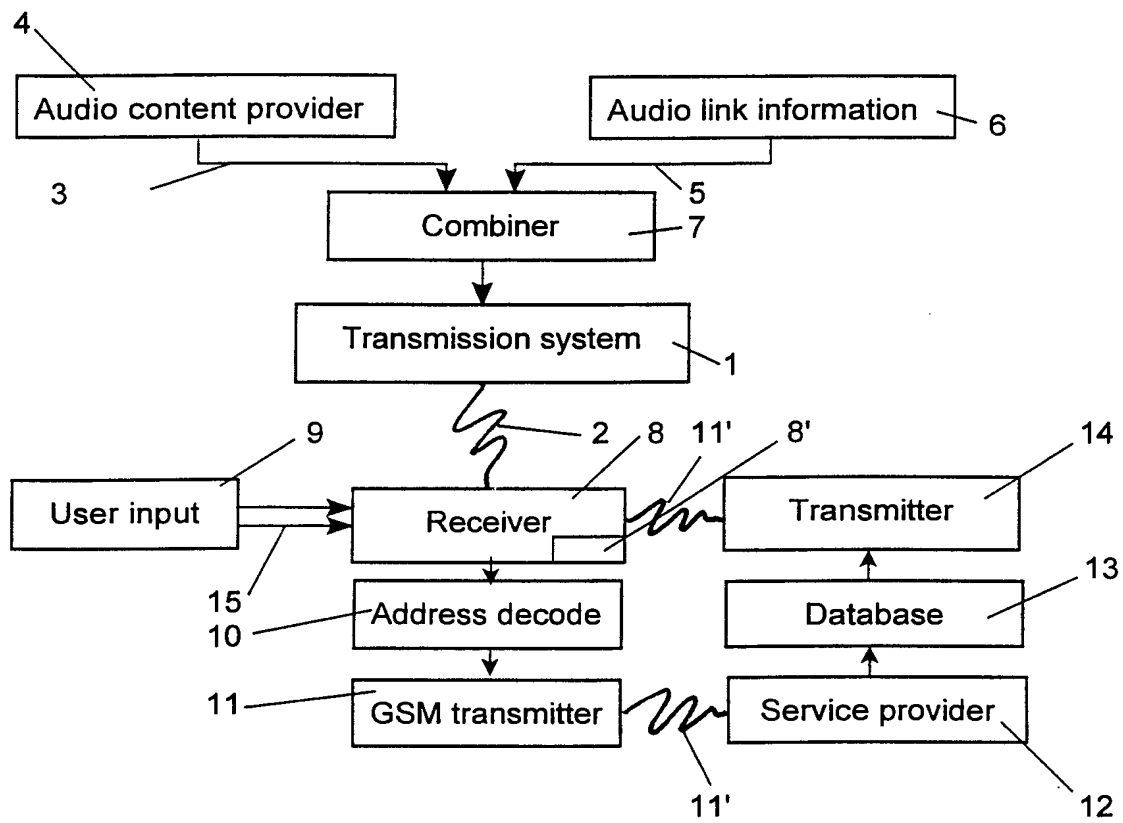 4
Audio content provider
Audio link information
6
3
5
Combiner
7
Transmission system
1
9
2
8
11'
8'
14
User input
Receiver
Transmitter
15
13
10
Address decode
Database
11
GSM transmitter
Service provider
11'
12